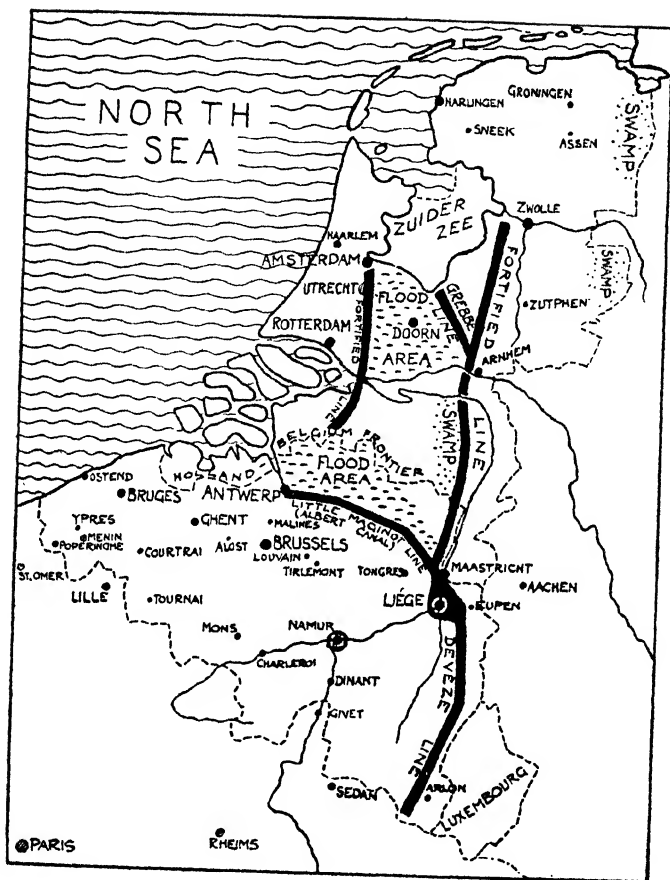 NORTH
SEA
HARLINGEN
GRONINGEN
SNEEK
ASSEN
SWAMP
ZUIDER
ZEE
ZWOLLE
HAARLEM
AMSTERDAM
UTRECHT
FLOOD
DOORN
AREA
FORTIFIED
LINE
GREBBE
LINE
FORTIFIED
LINE
SWAMP
ZUTPHEN
ROTTERDAM
ARNHEM
BELGIUM FRONTIER
SWAMP
HOLLAND
FLOOD
AREA
OSTEND
BRUGES
ANTWERP
LITTLE MAGINOT LINE
(ALBERT CANAL)
YPRES
MENIN
POPERINGHE
GHENT
MALINES
COURTRAI
ALOST
BRUSSELS
LOUVAIN
TIRLEMONT
TONGRES
MAASTRICHT
AACHEN
ST. OMER
LILLE
TOURNAI
LIÉGE
EUPEN
MONS
NAMUR
CHARLEROI
DINANT
GIVET
DEVEZE
LINE
SEDAN
ARLON
LUXEMBOURG
PARIS
RHEIMS